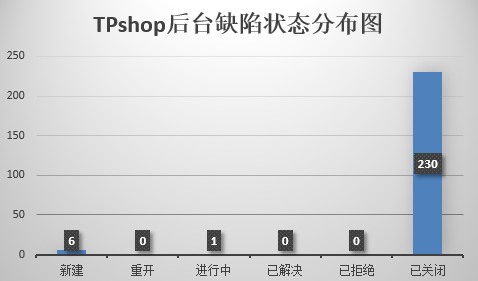 TPshop后台缺陷状态分布图
250
200
150
100
50
0
6
0
1
0
0
230
新建
重开
进行中
已解决
已拒绝
已关闭